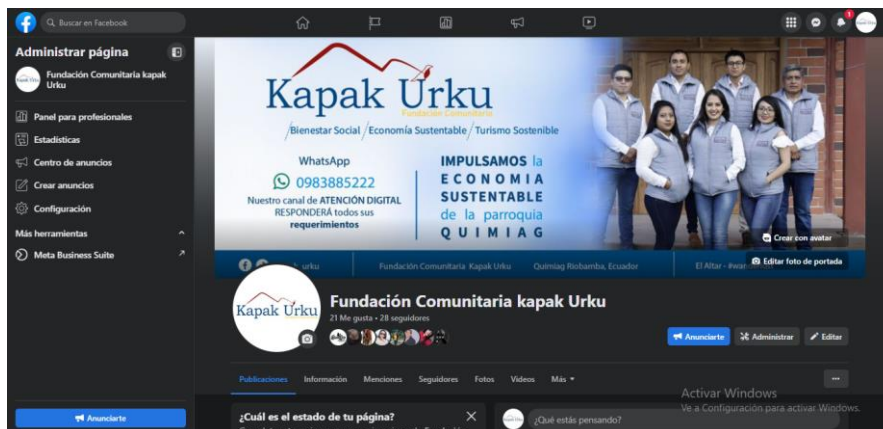 Buscar en Facebook
Administrar página
Fundación Comunitaria kapak
Urku
Panel para profesionales
Estadísticas
Centro de anuncios
Crear anuncios
Configuración
Más herramientas
Meta Business Suite
Anunciarte
Kapak Urku
Fundación Comunitaria
/Bienestar Social /Economía Sustentable /Turismo Sostenible
WhatsApp
0983885222
Nuestro canal de ATENCIÓN DIGITAL
RESPONDERÁ todos sus
requerimientos
IMPULSAMOS la
ECONOMIA
SUSTENTABLE
de la parroquia
QUIMIAG
Crear con avatar
Editar foto de portada
urku
Fundación Comunitaria Kapak Urku
Quimiag Riobamba, Ecuador
El Altar -
Kapak Urku
Fundación Comunitaria kapak Urku
21 Me gusta • 28 seguidores
Anunciarte
Administrar
Editar
Publicaciones
Información
Menciones
Seguidores
Fotos
Videos
Más
Activar Windows
Ve a Configuración para activar Windows.
¿Cuál es el estado de tu página?
¿Qué estás pensando?